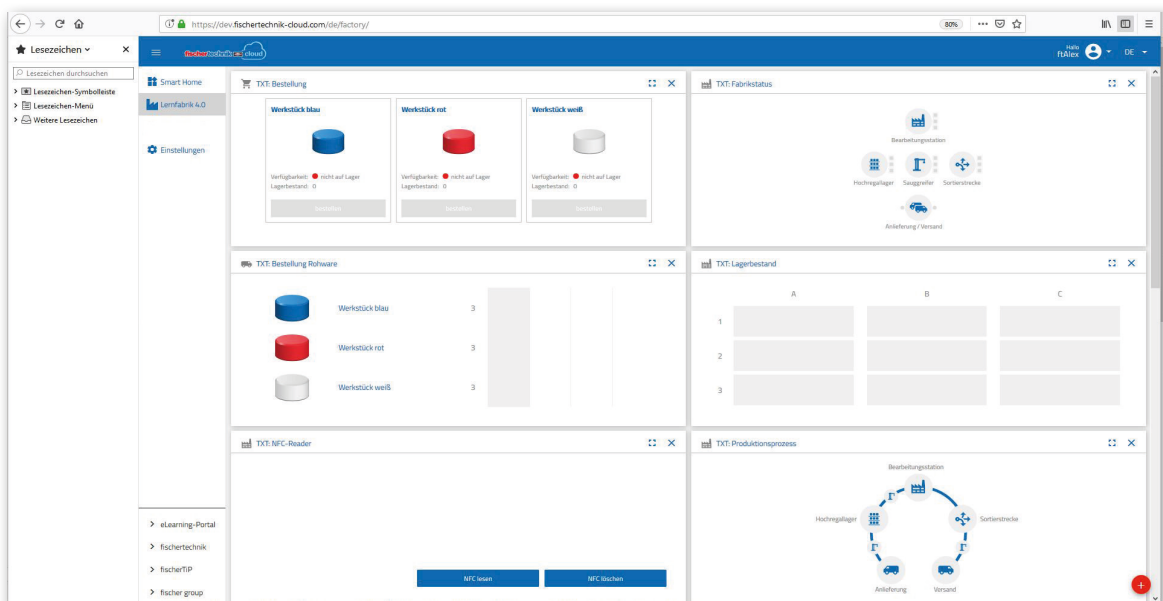 https://dev.fischertechnik-cloud.com/de/factory/
80%
Lesezeichen
Lesezeichen durchsuchen
Lesezeichen-Symbolleiste
Lesezeichen-Menü
Weitere Lesezeichen
fischertechnik cloud
Hallo
ftAlex
DE
Smart Home
Lernfabrik 4.0
Einstellungen
eLearning-Portal
fischertechnik
fischerTiP
fischer group
TXT: Bestellung
Werkstück blau
Verfügbarkeit: nicht auf Lager
Lagerbestand: 0
bestellen
Werkstück rot
Verfügbarkeit: nicht auf Lager
Lagerbestand: 0
bestellen
Werkstück weiß
Verfügbarkeit: nicht auf Lager
Lagerbestand: 0
bestellen
TXT: Fabrikstatus
Bearbeitungsstation
Hochregallager Sauggreifer Sortierstrecke
Anlieferung / Versand
TXT: Bestellung Rohware
Werkstück blau 3
Werkstück rot 3
Werkstück weiß 3
TXT: Lagerbestand
A B C
1
2
3
TXT: NFC-Reader
NFC lesen NFC löschen
TXT: Produktionsprozess
Bearbeitungsstation
Hochregallager Sortierstrecke
Anlieferung Versand